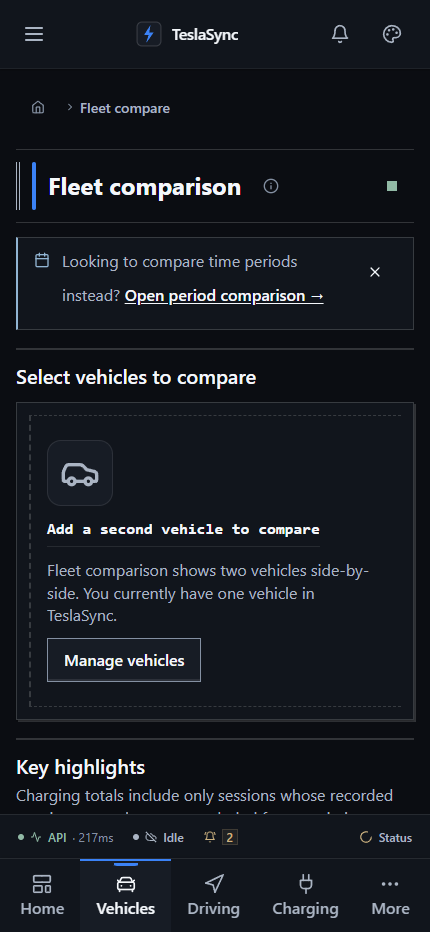 TeslaSync
Fleet compare
Fleet comparison
Looking to compare time periods
instead? Open period comparison →
Select vehicles to compare
Add a second vehicle to compare
Fleet comparison shows two vehicles side-by-
side. You currently have one vehicle in
TeslaSync.
Manage vehicles
Key highlights
Charging totals include only sessions whose recorded
API · 217ms Idle 2 Status
Home Vehicles Driving Charging More